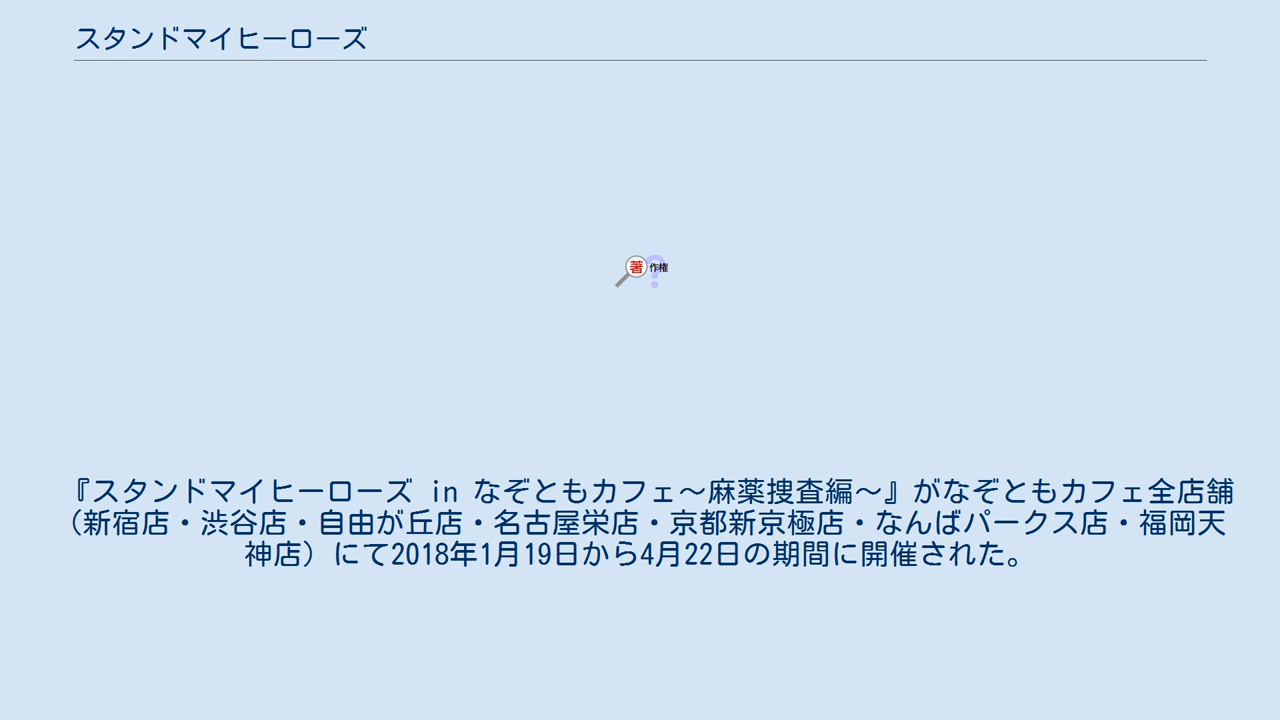 スタンドマイヒーローズ
著作権
『スタンドマイヒーローズ in なぞともカフェ～麻薬捜査編～』がなぞともカフェ全店舗
（新宿店・渋谷店・自由が丘店・名古屋栄店・京都新京極店・なんばパークス店・福岡天
神店）にて2018年1月19日から4月22日の期間に開催された。